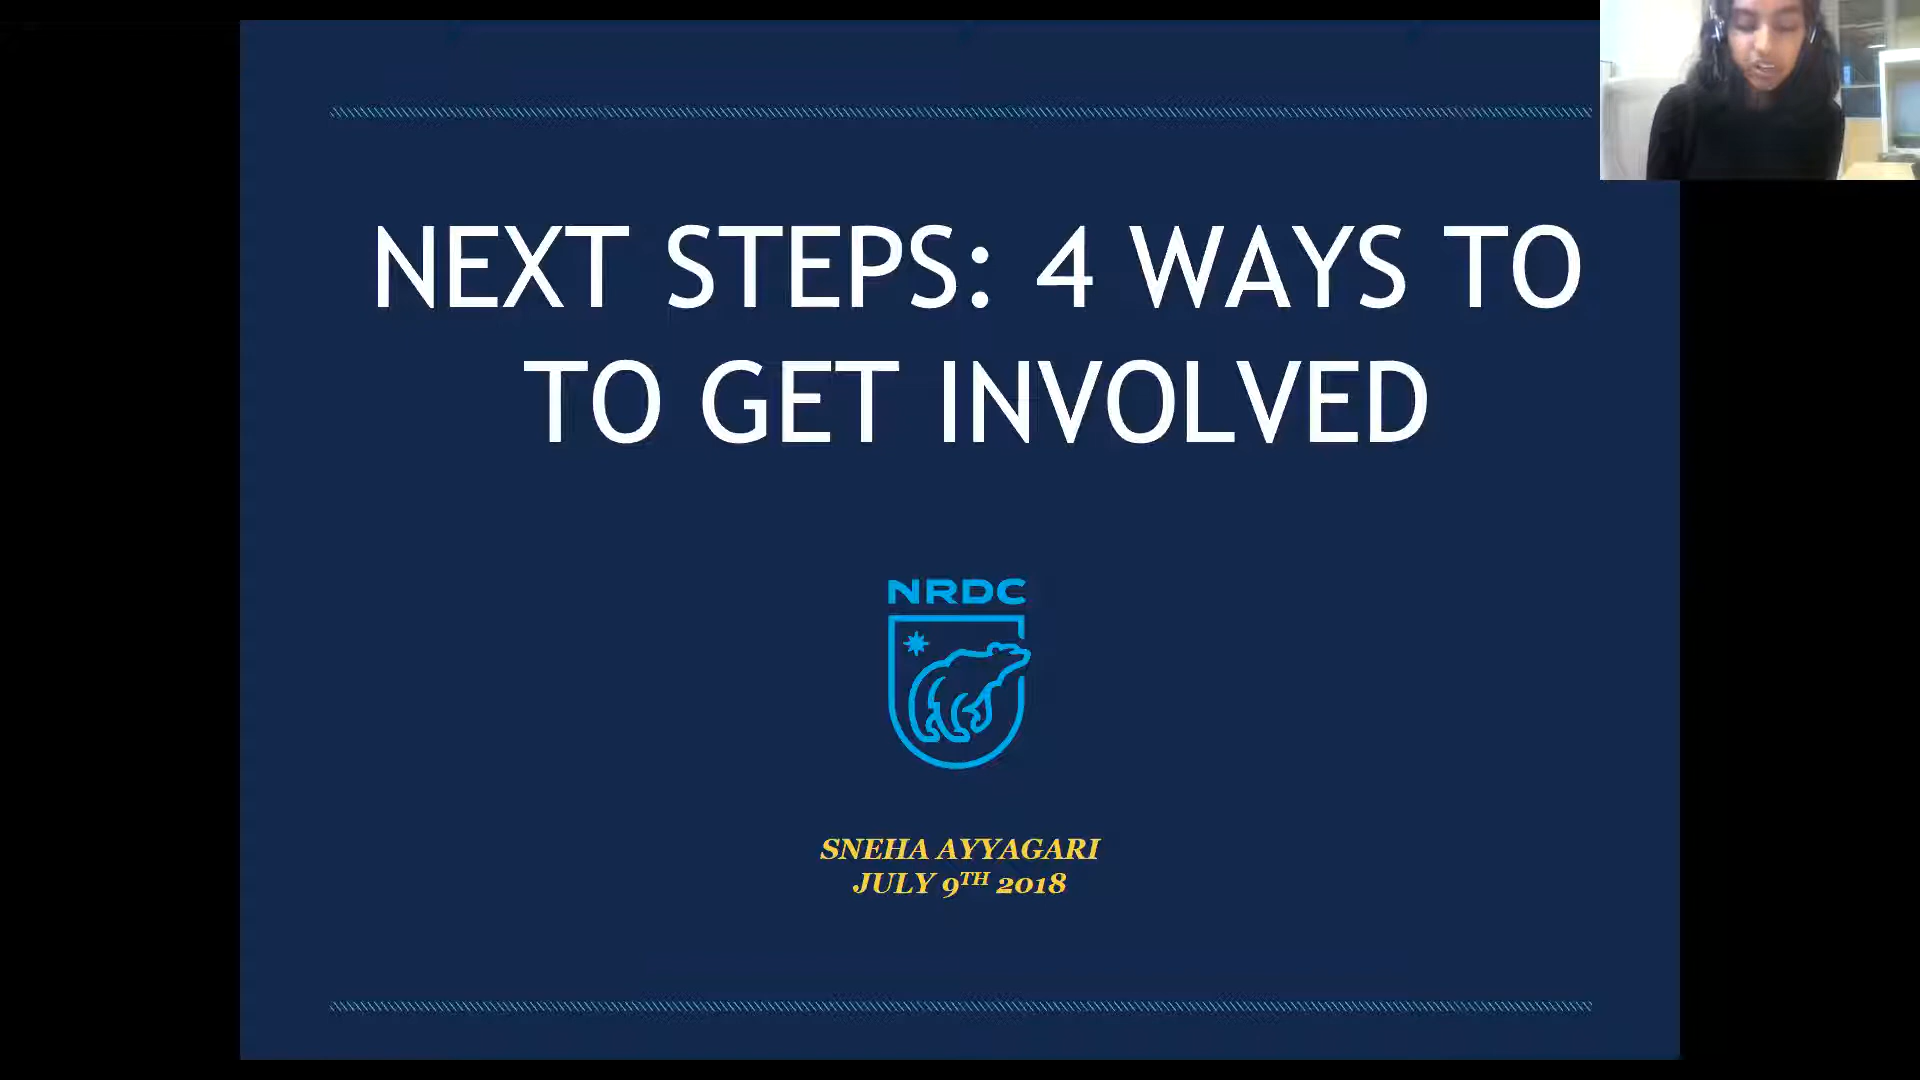 NEXT STEPS: 4 WAYS TO
TO GET INVOLVED
NRDC
SNEHA AYYAGARI
JULY 9TH 2018